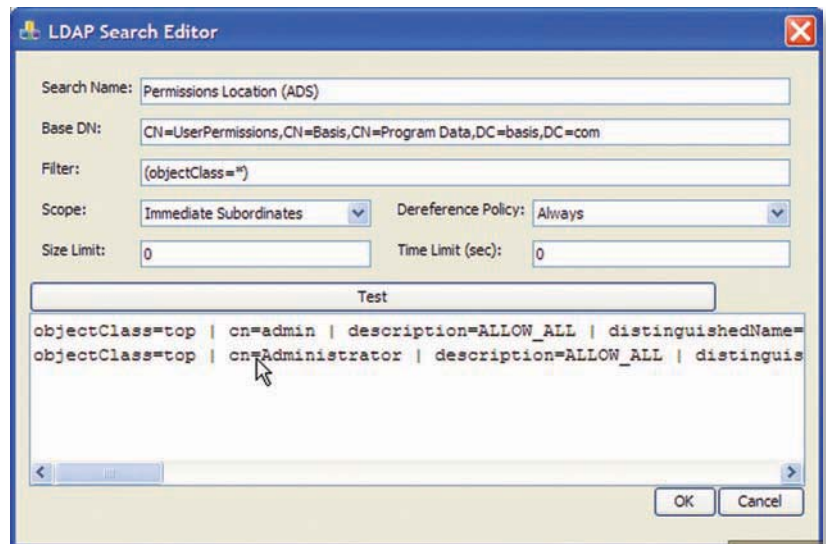 LDAP Search Editor
Search Name: Permissions Location (ADS)
Base DN: CN=UserPermissions,CN=Basis,CN=Program Data,DC=basis,DC=com
Filter: (objectClass=*)
Scope: Immediate Subordinates Dereference Policy: Always
Size Limit: 0 Time Limit (sec): 0
Test
objectClass=top | cn=admin | description=ALLOW_ALL | distinguishedName=
objectClass=top | cn=Administrator | description=ALLOW_ALL | distinguis
OK Cancel